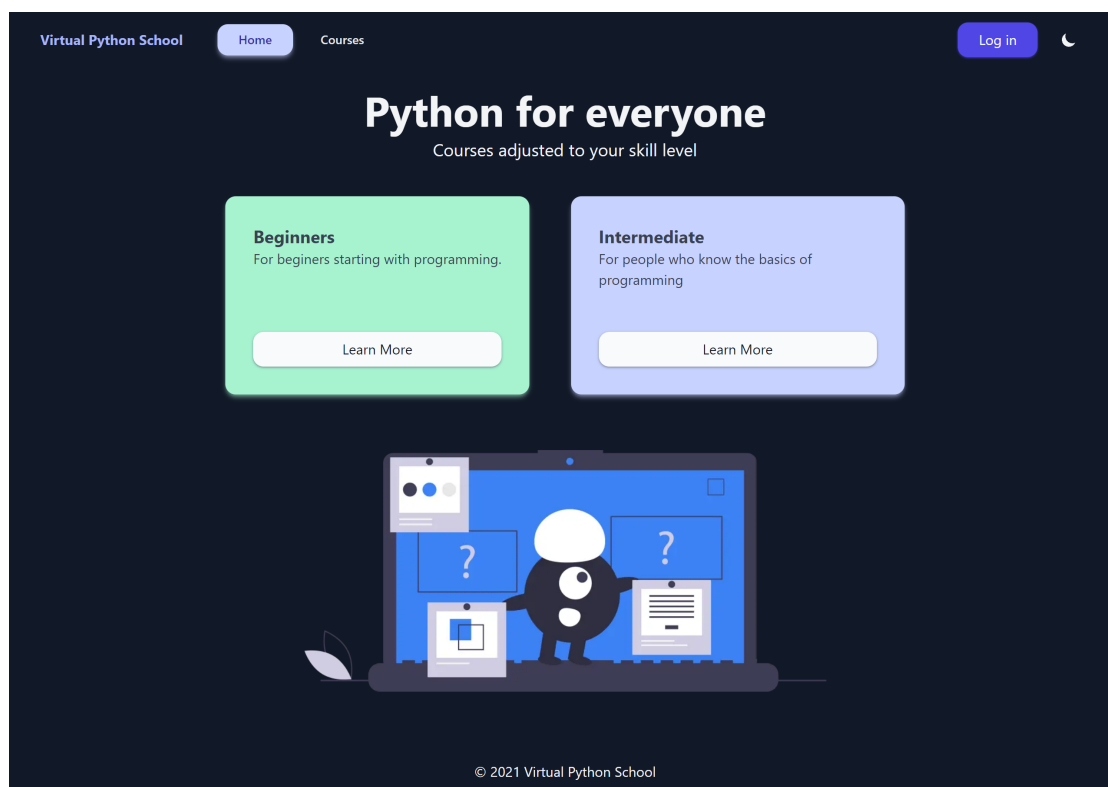 Virtual Python School Home Courses Log in
Python for everyone
Courses adjusted to your skill level
Beginners
For beginers starting with programming.
Learn More
Intermediate
For people who know the basics of
programming
Learn More
? ?
© 2021 Virtual Python School